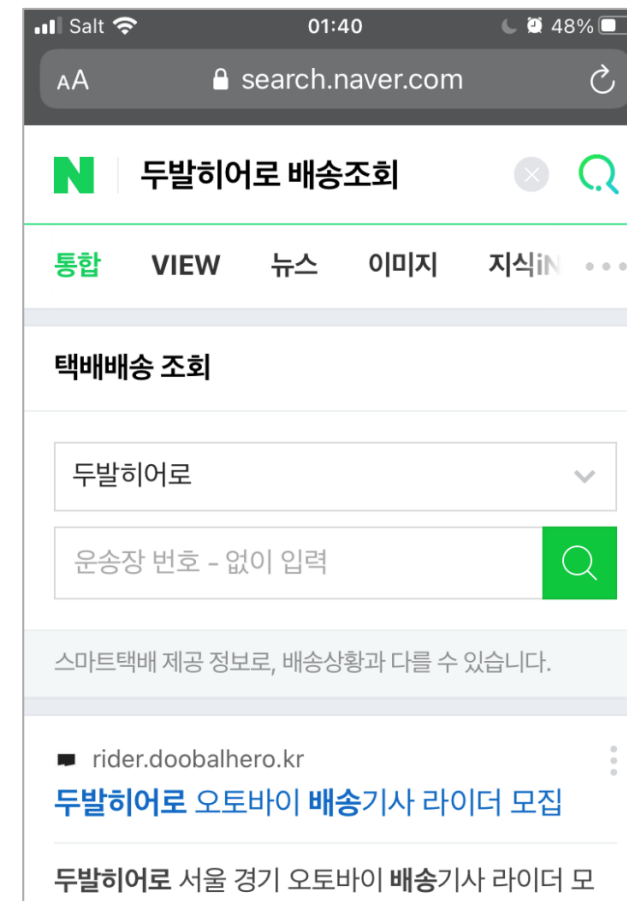 Salt 01:40 48%
AA search.naver.com
N 두발히어로 배송조회
통합 VIEW 뉴스 이미지 지식iN
택배배송 조회
두발히어로
운송장 번호 - 없이 입력
스마트택배 제공 정보로, 배송상황과 다를 수 있습니다.
rider.doobalhero.kr
두발히어로 오토바이 배송기사 라이더 모집
두발히어로 서울 경기 오토바이 배송기사 라이더 모